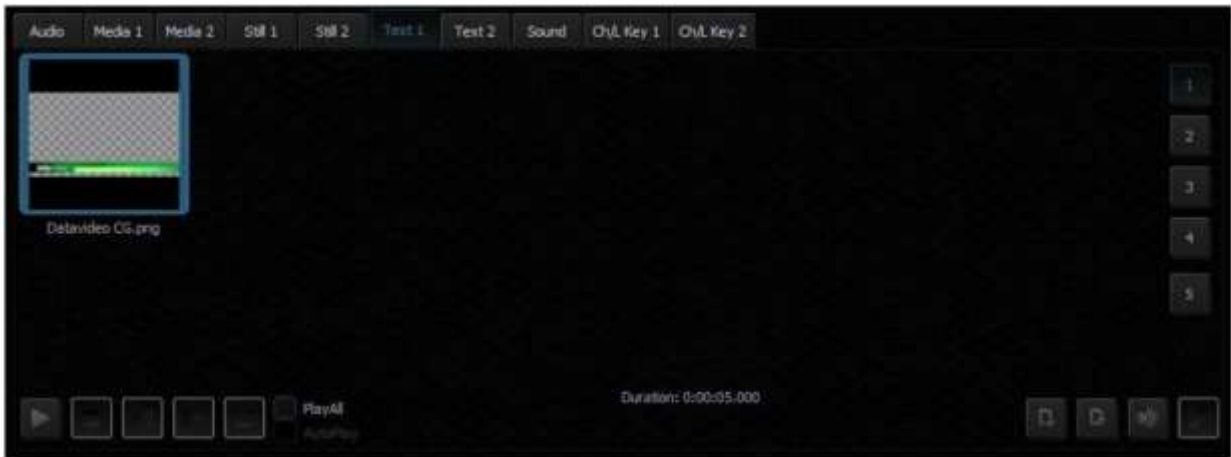 Audio Media 1 Media 2 Still 1 Still 2 Text 1 Text 2 Sound Ch/L Key 1 Ch/L Key 2
1
2
3
4
5
Datavideo CG.png
Duration: 0:00:05.000
PlayAll
AutoPlay